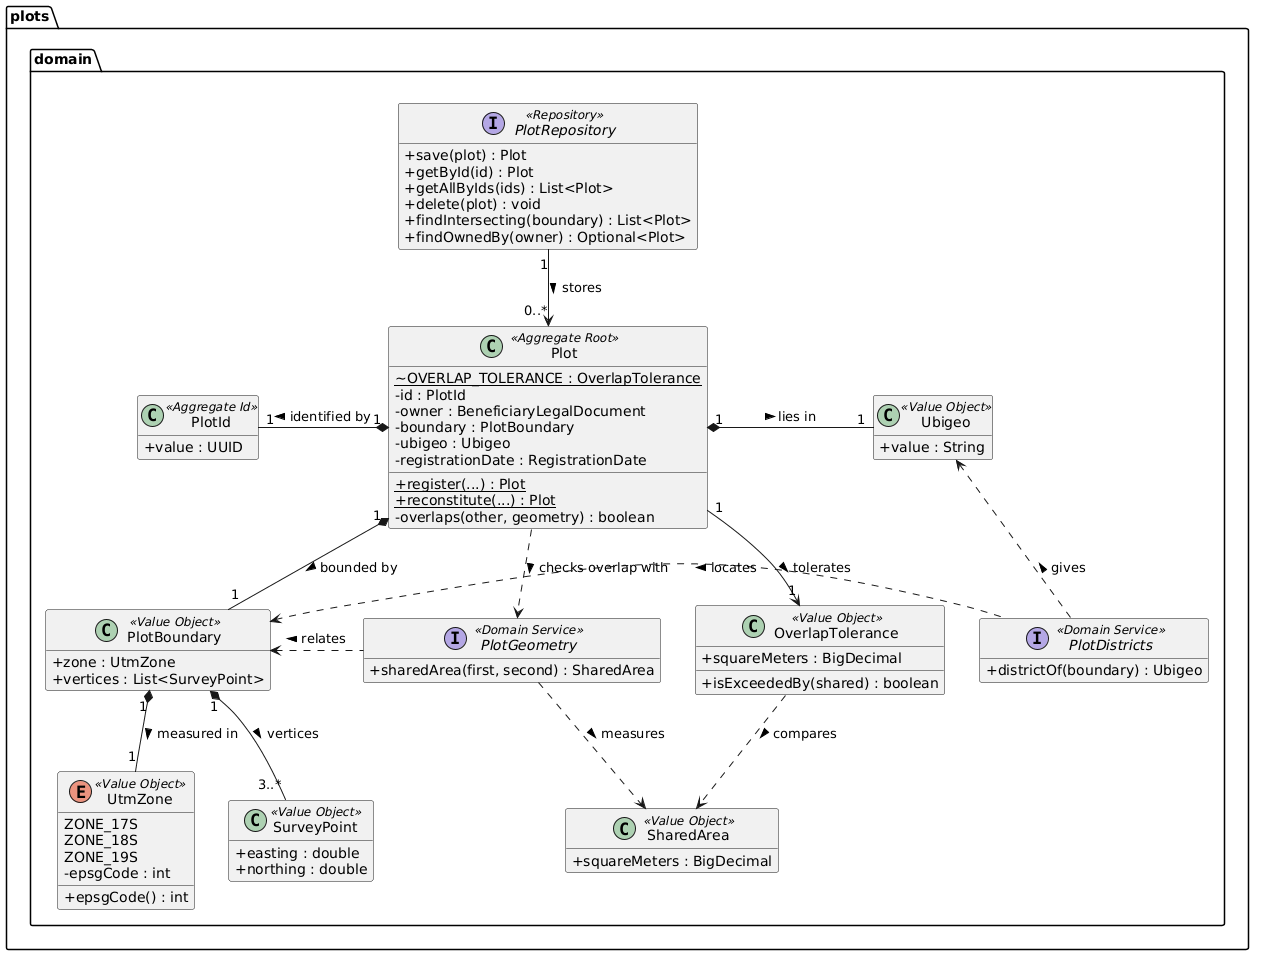 plots
domain
I
«Repository»
PlotRepository
+save(plot) : Plot
+getById(id) : Plot
+getAllByIds(ids) : List<Plot>
+delete(plot) : void
+findIntersecting(boundary) : List<Plot>
+findOwnedBy(owner) : Optional<Plot>
1
stores
0..*
C
«Aggregate Root»
Plot
~OVERLAP_TOLERANCE : OverlapTolerance
-id : PlotId
-owner : BeneficiaryLegalDocument
-boundary : PlotBoundary
-ubigeo : Ubigeo
-registrationDate : RegistrationDate
+register(...) : Plot
+reconstitute(...) : Plot
-overlaps(other, geometry) : boolean
C
«Aggregate Id»
PlotId
+value : UUID
1
identified by
1
1
lies in
1
C
«Value Object»
Ubigeo
+value : String
1
bounded by
1
checks overlap with
locates
1
tolerates
1
gives
C
«Value Object»
PlotBoundary
+zone : UtmZone
+vertices : List<SurveyPoint>
relates
I
«Domain Service»
PlotGeometry
+sharedArea(first, second) : SharedArea
C
«Value Object»
OverlapTolerance
+squareMeters : BigDecimal
+isExceededBy(shared) : boolean
I
«Domain Service»
PlotDistricts
+districtOf(boundary) : Ubigeo
1
measured in
1
1
vertices
3..*
measures
compares
E
«Value Object»
UtmZone
ZONE_17S
ZONE_18S
ZONE_19S
-epsgCode : int
+epsgCode() : int
C
«Value Object»
SurveyPoint
+easting : double
+northing : double
C
«Value Object»
SharedArea
+squareMeters : BigDecimal